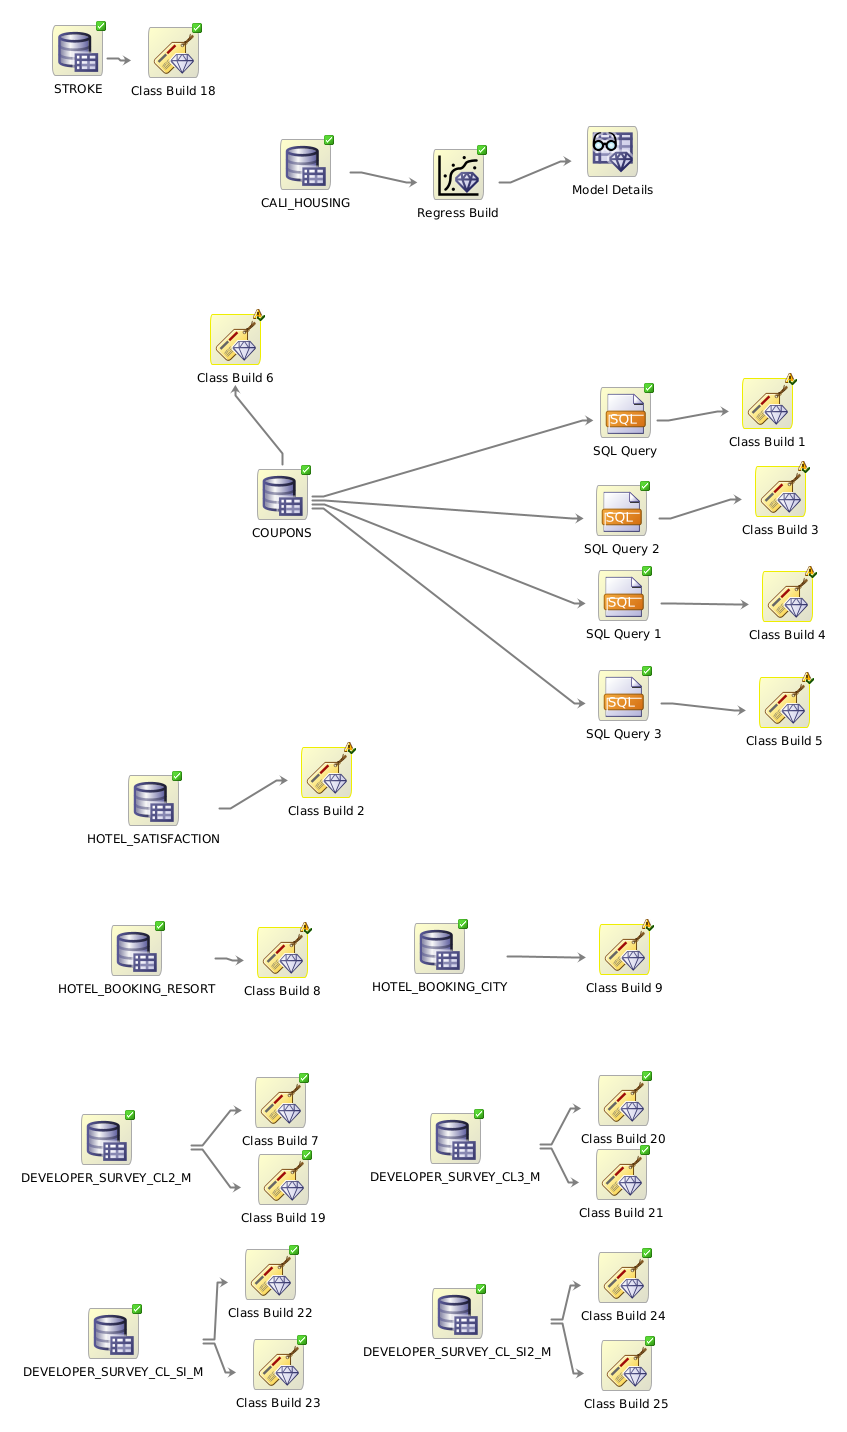 STROKE
Class Build 18
CALI_HOUSING
Regress Build
Model Details
Class Build 6
COUPONS
SQL
SQL Query
Class Build 1
SQL
SQL Query 2
Class Build 3
SQL
SQL Query 1
Class Build 4
SQL
SQL Query 3
Class Build 5
HOTEL_SATISFACTION
Class Build 2
HOTEL_BOOKING_RESORT
Class Build 8
HOTEL_BOOKING_CITY
Class Build 9
DEVELOPER_SURVEY_CL2_M
Class Build 7
Class Build 19
DEVELOPER_SURVEY_CL3_M
Class Build 20
Class Build 21
DEVELOPER_SURVEY_CL_SI_M
Class Build 22
Class Build 23
DEVELOPER_SURVEY_CL_SI2_M
Class Build 24
Class Build 25